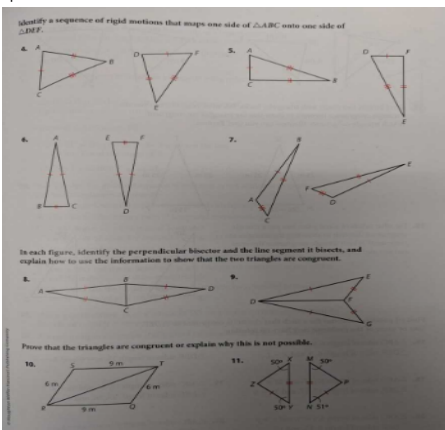 Identify a sequence of rigid motions that maps one side of △ABC onto one side of
△DEF.
4. A B C D F E
5. A C B D F E
6. A B C E F D
7. B A C F D E
In each figure, identify the perpendicular bisector and the line segment it bisects, and
explain how to use the information to show that the two triangles are congruent.
8. A B C D
9. D E F G
Prove that the triangles are congruent or explain why this is not possible.
10. S 9 m T 6 m 6 m R 9 m Q
11. 50° X M 50° Z P 50° Y N 51°